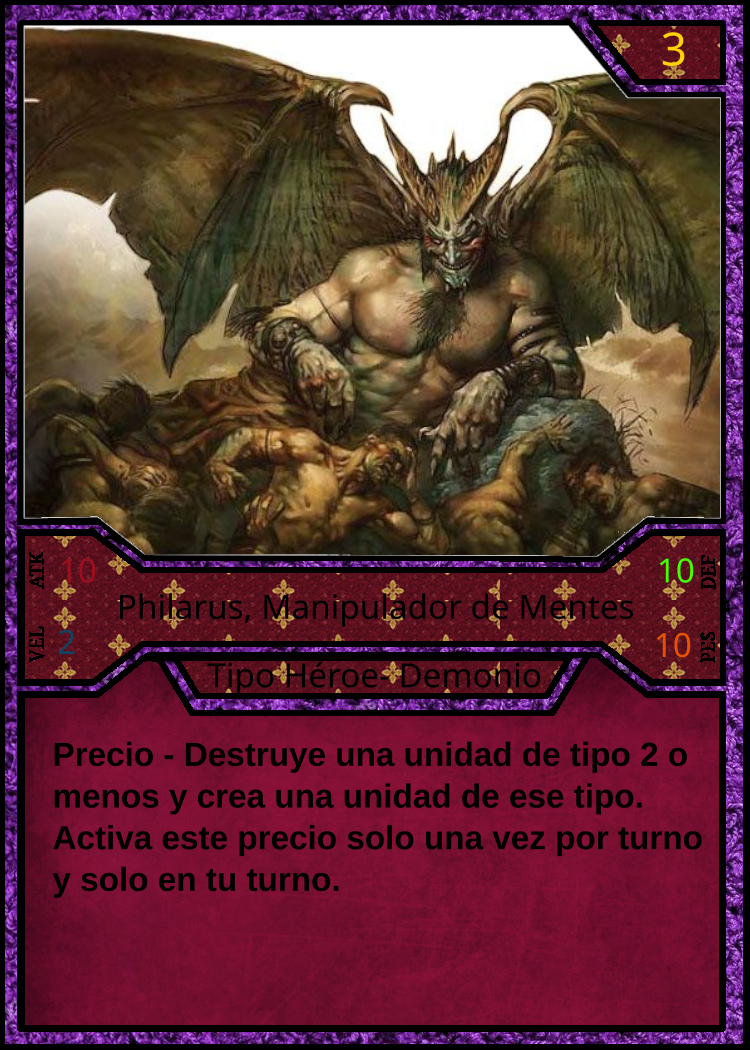 3
ATK 10
10 DEF
Philarus, Manipulador de Mentes
VEL 2
10 PES
Tipo Héroe- Demonio
Precio - Destruye una unidad de tipo 2 o
menos y crea una unidad de ese tipo.
Activa este precio solo una vez por turno
y solo en tu turno.